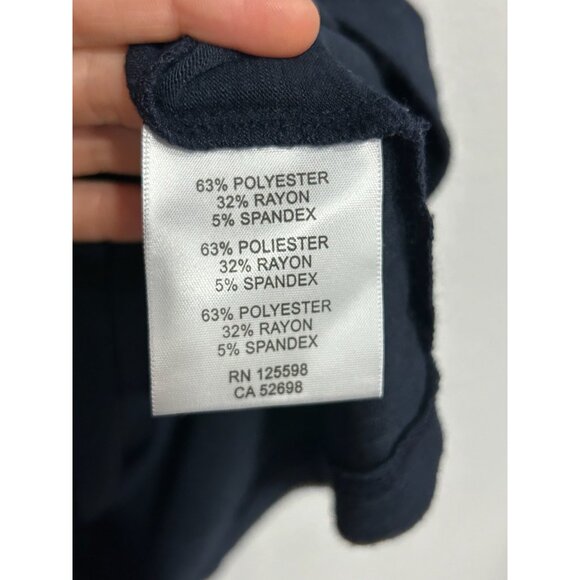 63% POLYESTER
32% RAYON
5% SPANDEX
63% POLIESTER
32% RAYON
5% SPANDEX
63% POLYESTER
32% RAYON
5% SPANDEX
RN 125598
CA 52698